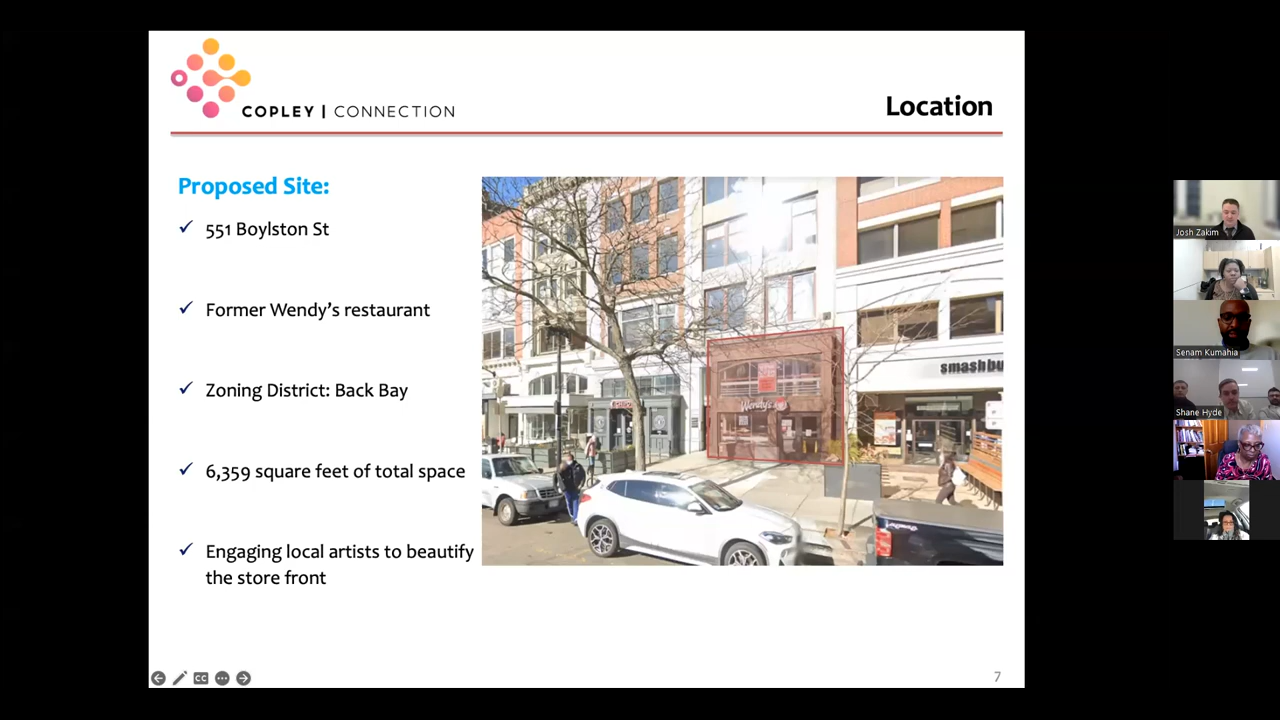 COPLEY | CONNECTION
Location
Proposed Site:
551 Boylston St
Former Wendy's restaurant
Zoning District: Back Bay
6,359 square feet of total space
Engaging local artists to beautify
the store front
Wendy's
smashbu
CC
7
Josh Zakim
Senam Kumahia
Shane Hyde